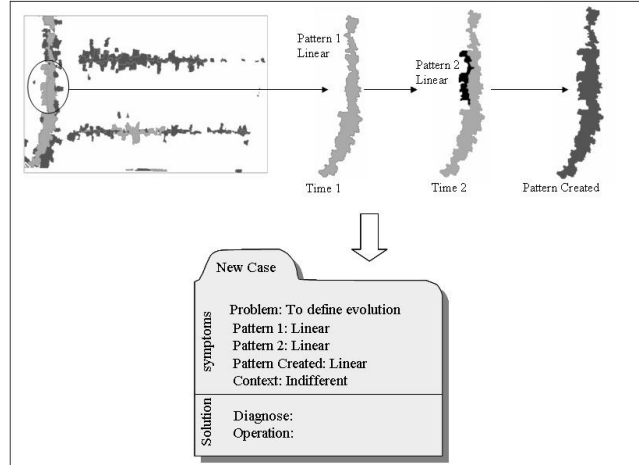 Pattern 1
Linear
Pattern 2
Linear
Time 1
Time 2
Pattern Created
New Case
symptoms
Problem: To define evolution
Pattern 1: Linear
Pattern 2: Linear
Pattern Created: Linear
Context: Indifferent
Solution
Diagnose:
Operation: